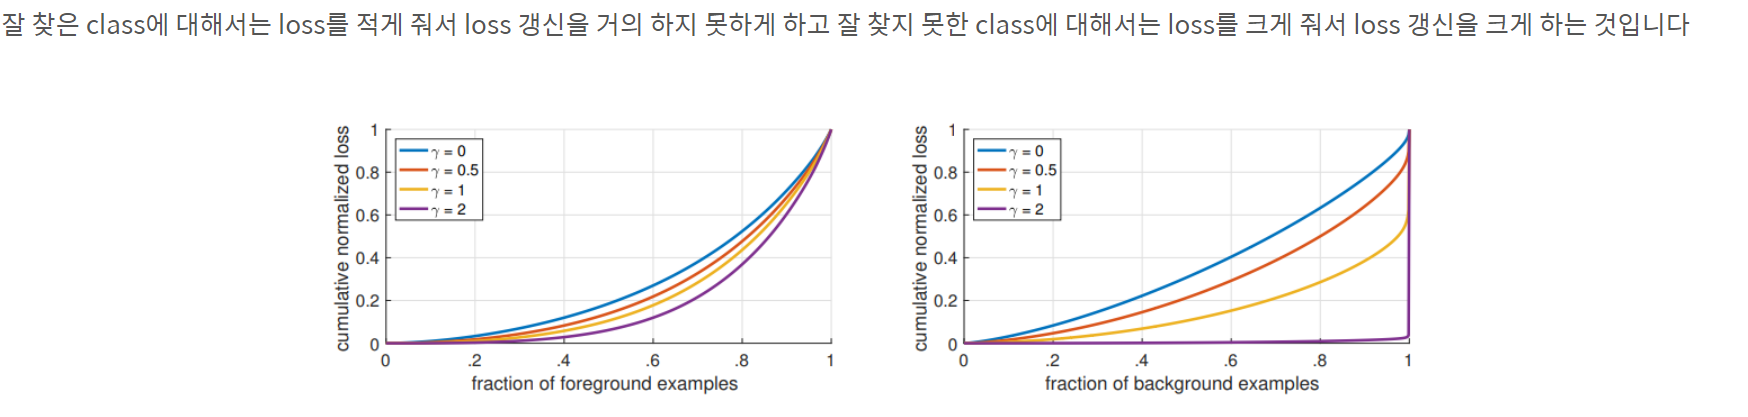 잘 찾은 class에 대해서는 loss를 적게 줘서 loss 갱신을 거의 하지 못하게 하고 잘 찾지 못한 class에 대해서는 loss를 크게 줘서 loss 갱신을 크게 하는 것입니다
cumulative normalized loss
1
0.8
0.6
0.4
0.2
0
γ = 0
γ = 0.5
γ = 1
γ = 2
0 .2 .4 .6 .8 1
fraction of foreground examples
cumulative normalized loss
1
0.8
0.6
0.4
0.2
0
γ = 0
γ = 0.5
γ = 1
γ = 2
0 .2 .4 .6 .8 1
fraction of background examples